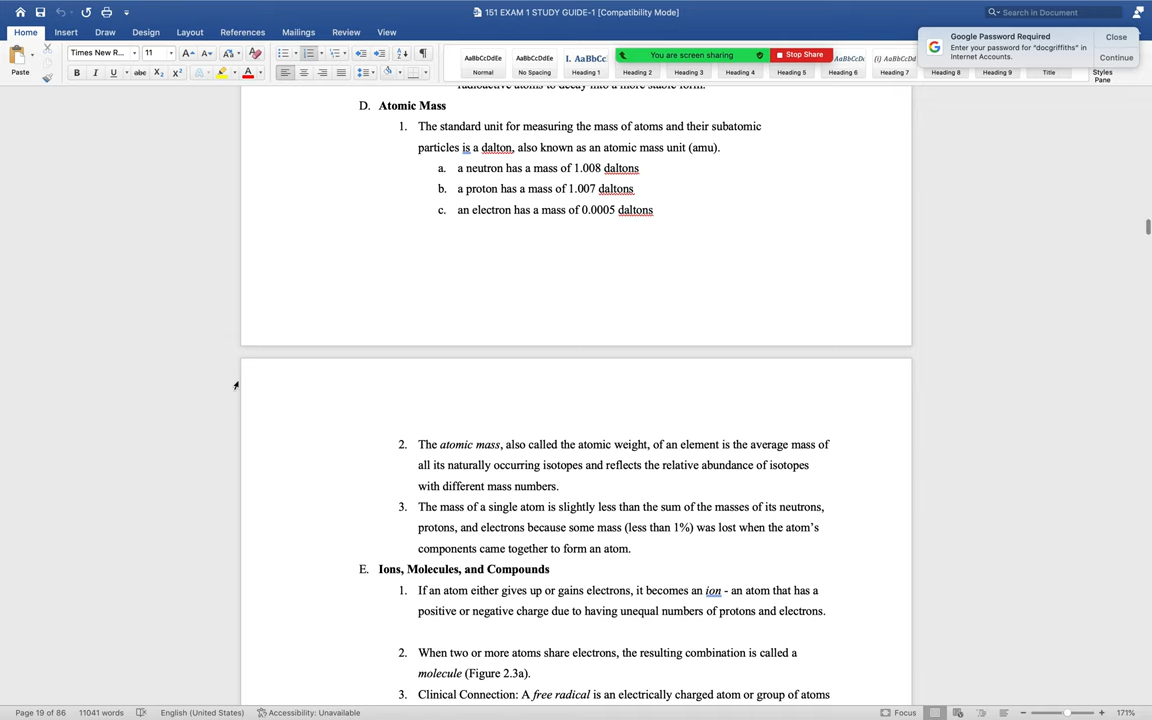 151 EXAM 1 STUDY GUIDE-1 [Compatibility Mode]
Search in Document
Home Insert Draw Design Layout References Mailings Review View
Google Password Required
Enter your password for "docgriffiths" in
Internet Accounts.
Close
Continue
Paste
Times New R...
11
B I U abc X₂ X²
AaBbCcDdEe
Normal
AaBbCcDdEe
No Spacing
I. AaBbCc
Heading 1
Heading 2
Heading 3
Heading 4
Heading 5
AaBbCcDc
Heading 6
(i) AaBbCcDd
Heading 7
Heading 8
Heading 9
Title
Styles
Pane
You are screen sharing
Stop Share
radioactive atoms to decay into a more stable form.
D. Atomic Mass
1. The standard unit for measuring the mass of atoms and their subatomic
particles is a dalton, also known as an atomic mass unit (amu).
a. a neutron has a mass of 1.008 daltons
b. a proton has a mass of 1.007 daltons
c. an electron has a mass of 0.0005 daltons
2. The atomic mass, also called the atomic weight, of an element is the average mass of
all its naturally occurring isotopes and reflects the relative abundance of isotopes
with different mass numbers.
3. The mass of a single atom is slightly less than the sum of the masses of its neutrons,
protons, and electrons because some mass (less than 1%) was lost when the atom's
components came together to form an atom.
E. Ions, Molecules, and Compounds
1. If an atom either gives up or gains electrons, it becomes an ion - an atom that has a
positive or negative charge due to having unequal numbers of protons and electrons.
2. When two or more atoms share electrons, the resulting combination is called a
molecule (Figure 2.3a).
3. Clinical Connection: A free radical is an electrically charged atom or group of atoms
Page 19 of 86
11041 words
English (United States)
Accessibility: Unavailable
Focus
171%